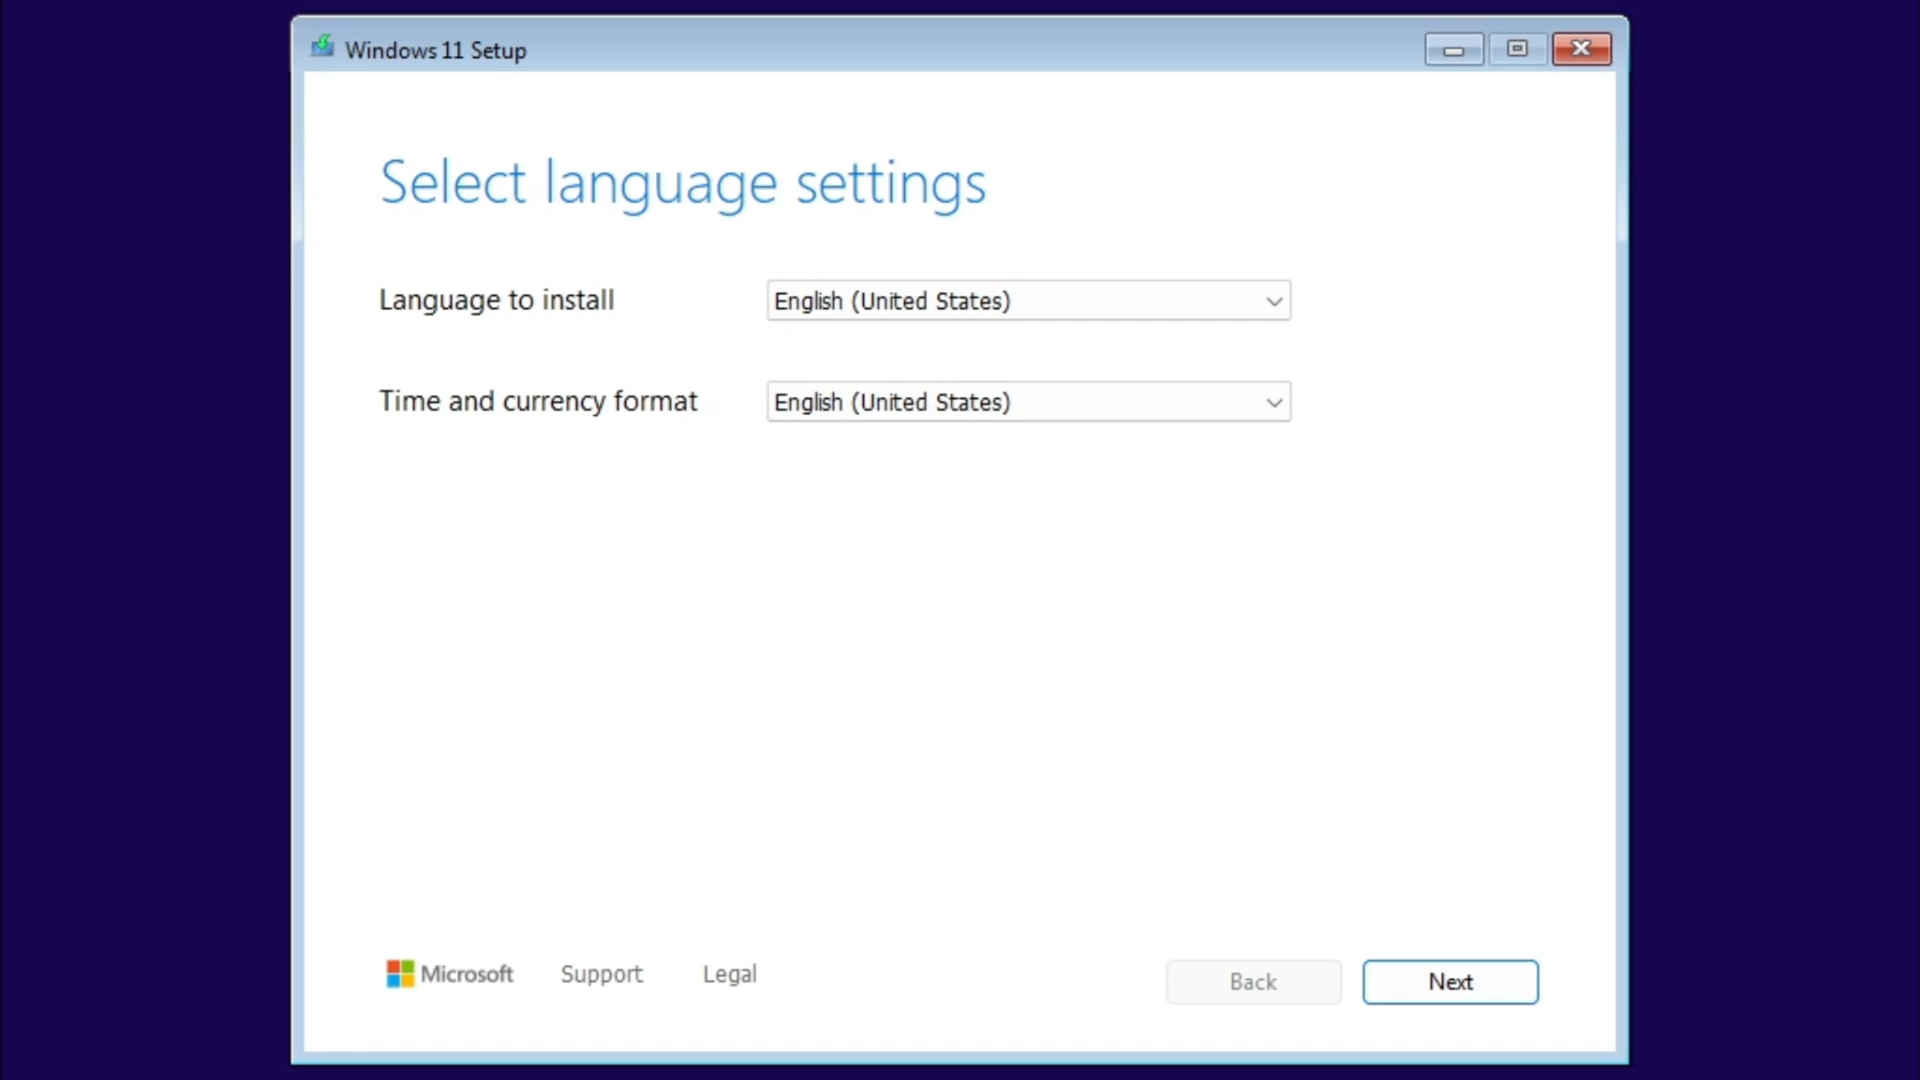 Windows 11 Setup
Select language settings
Language to install
English (United States)
Time and currency format
English (United States)
Microsoft
Support
Legal
Back
Next